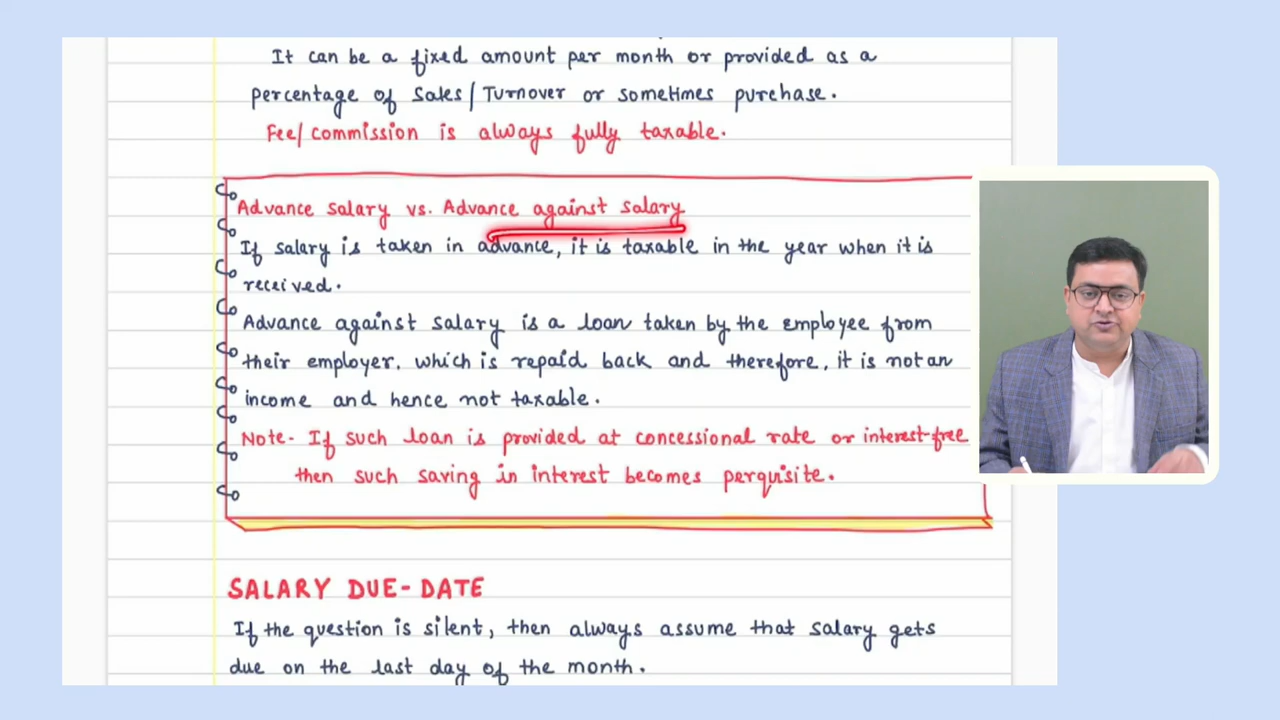 It can be a fixed amount per month or provided as a
percentage of Sales/Turnover or sometimes purchase.
Fee/commission is always fully taxable.
Advance salary vs. Advance against salary
If salary is taken in advance, it is taxable in the year when it is
received.
Advance against salary is a loan taken by the employee from
their employer, which is repaid back and therefore, it is not an
income and hence not taxable.
Note- If such loan is provided at concessional rate or interest-free
then such saving in interest becomes perquisite.
SALARY DUE-DATE
If the question is silent, then always assume that salary gets
due on the last day of the month.